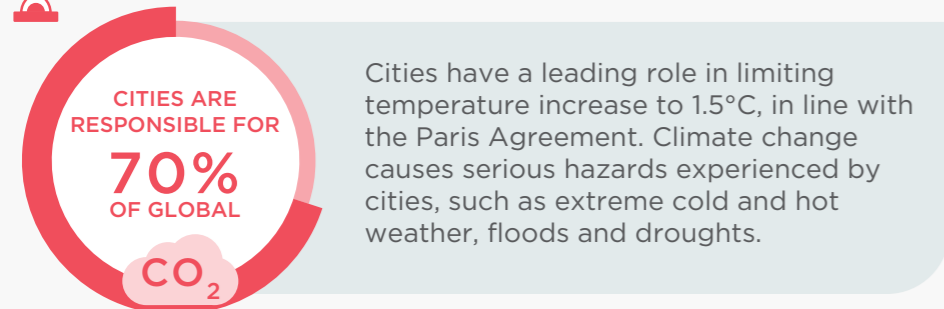 CITIES ARE
RESPONSIBLE FOR
70%
OF GLOBAL
CO₂
Cities have a leading role in limiting
temperature increase to 1.5°C, in line with
the Paris Agreement. Climate change
causes serious hazards experienced by
cities, such as extreme cold and hot
weather, floods and droughts.